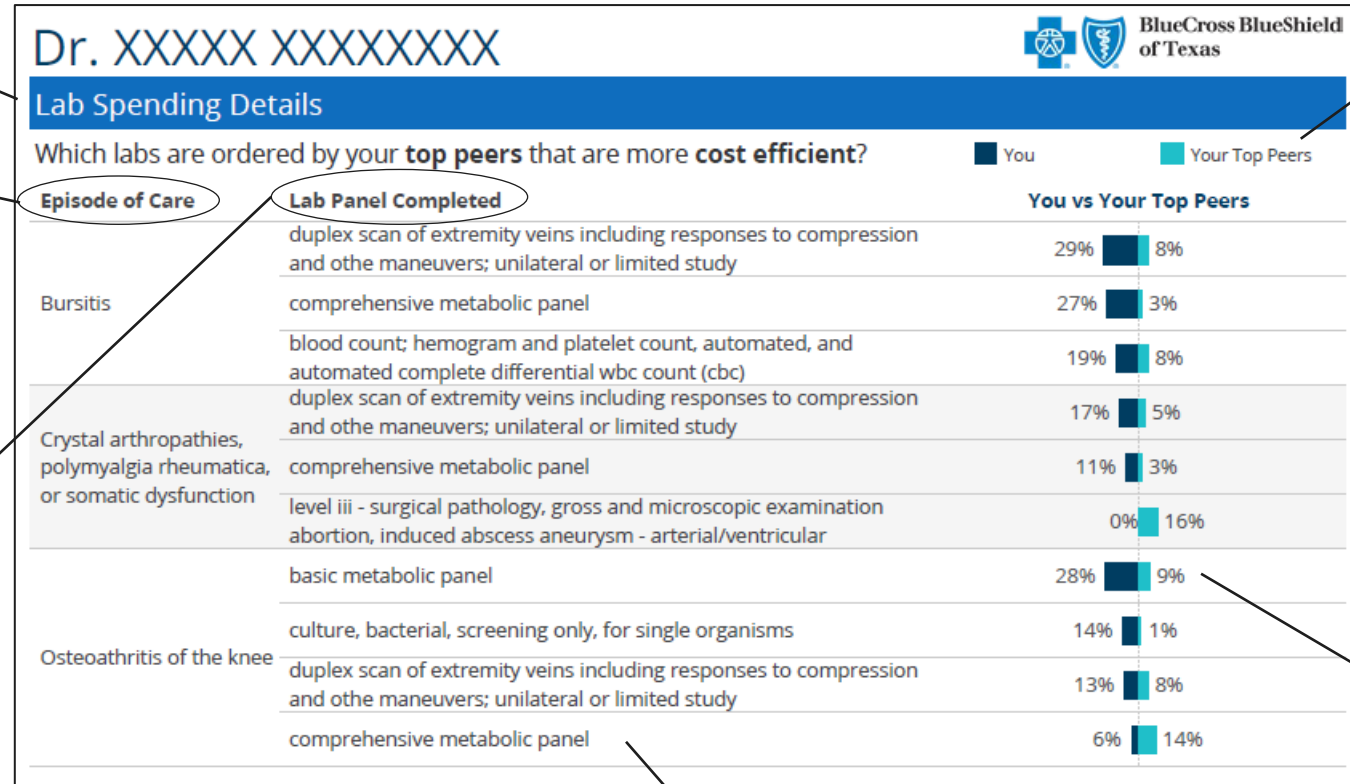 Dr. XXXXX XXXXXXXX
BlueCross BlueShield
of Texas
Lab Spending Details
Which labs are ordered by your top peers that are more cost efficient?
You
Your Top Peers
Episode of Care
Lab Panel Completed
You vs Your Top Peers
Bursitis
duplex scan of extremity veins including responses to compression
and othe maneuvers; unilateral or limited study
29%
8%
comprehensive metabolic panel
27%
3%
blood count; hemogram and platelet count, automated, and
automated complete differential wbc count (cbc)
19%
8%
Crystal arthropathies,
polymyalgia rheumatica,
or somatic dysfunction
duplex scan of extremity veins including responses to compression
and othe maneuvers; unilateral or limited study
17%
5%
comprehensive metabolic panel
11%
3%
level iii - surgical pathology, gross and microscopic examination
abortion, induced abscess aneurysm - arterial/ventricular
0%
16%
Osteoathritis of the knee
basic metabolic panel
28%
9%
culture, bacterial, screening only, for single organisms
14%
1%
duplex scan of extremity veins including responses to compression
and othe maneuvers; unilateral or limited study
13%
8%
comprehensive metabolic panel
6%
14%